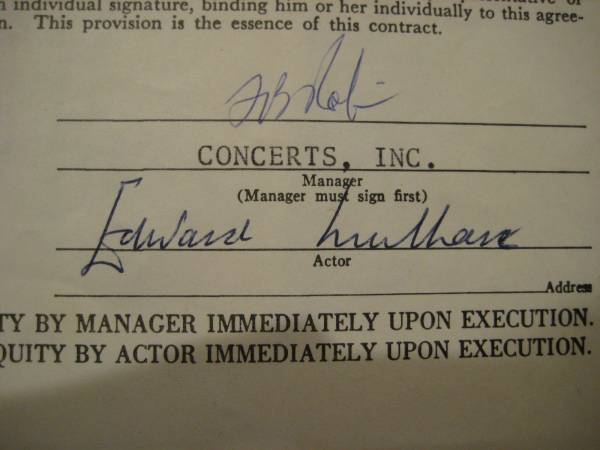 n individual signature, binding him or her individually to this agree-
n. This provision is the essence of this contract.
CONCERTS, INC.
Manager
(Manager must sign first)
Edward Mulhare
Actor
Address
TY BY MANAGER IMMEDIATELY UPON EXECUTION.
QUITY BY ACTOR IMMEDIATELY UPON EXECUTION.